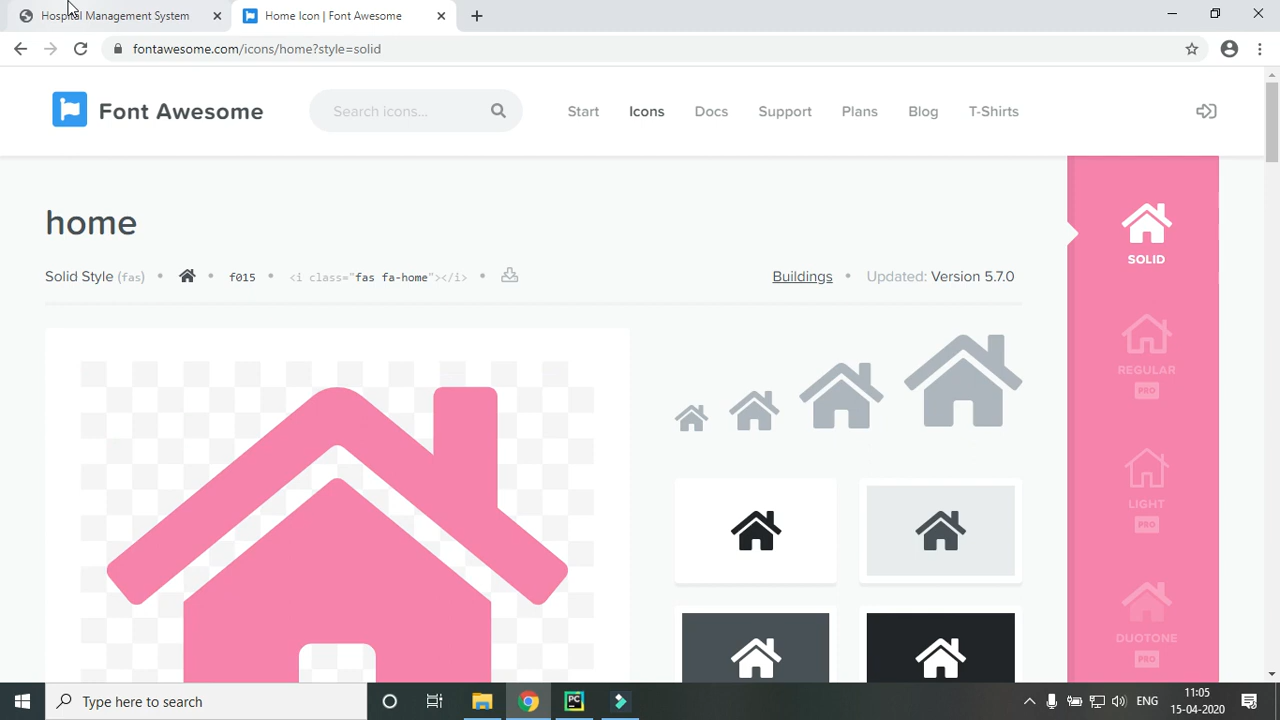 Hospital Management System
Home Icon | Font Awesome
fontawesome.com/icons/home?style=solid
Font Awesome
Search icons...
Start
Icons
Docs
Support
Plans
Blog
T-Shirts
home
Solid Style (fas) • • f015 • <i class="fas fa-home"></i> •
Buildings • Updated: Version 5.7.0
SOLID
REGULAR
PRO
LIGHT
PRO
DUOTONE
PRO
Type here to search
PC
ENG
11:05
15-04-2020